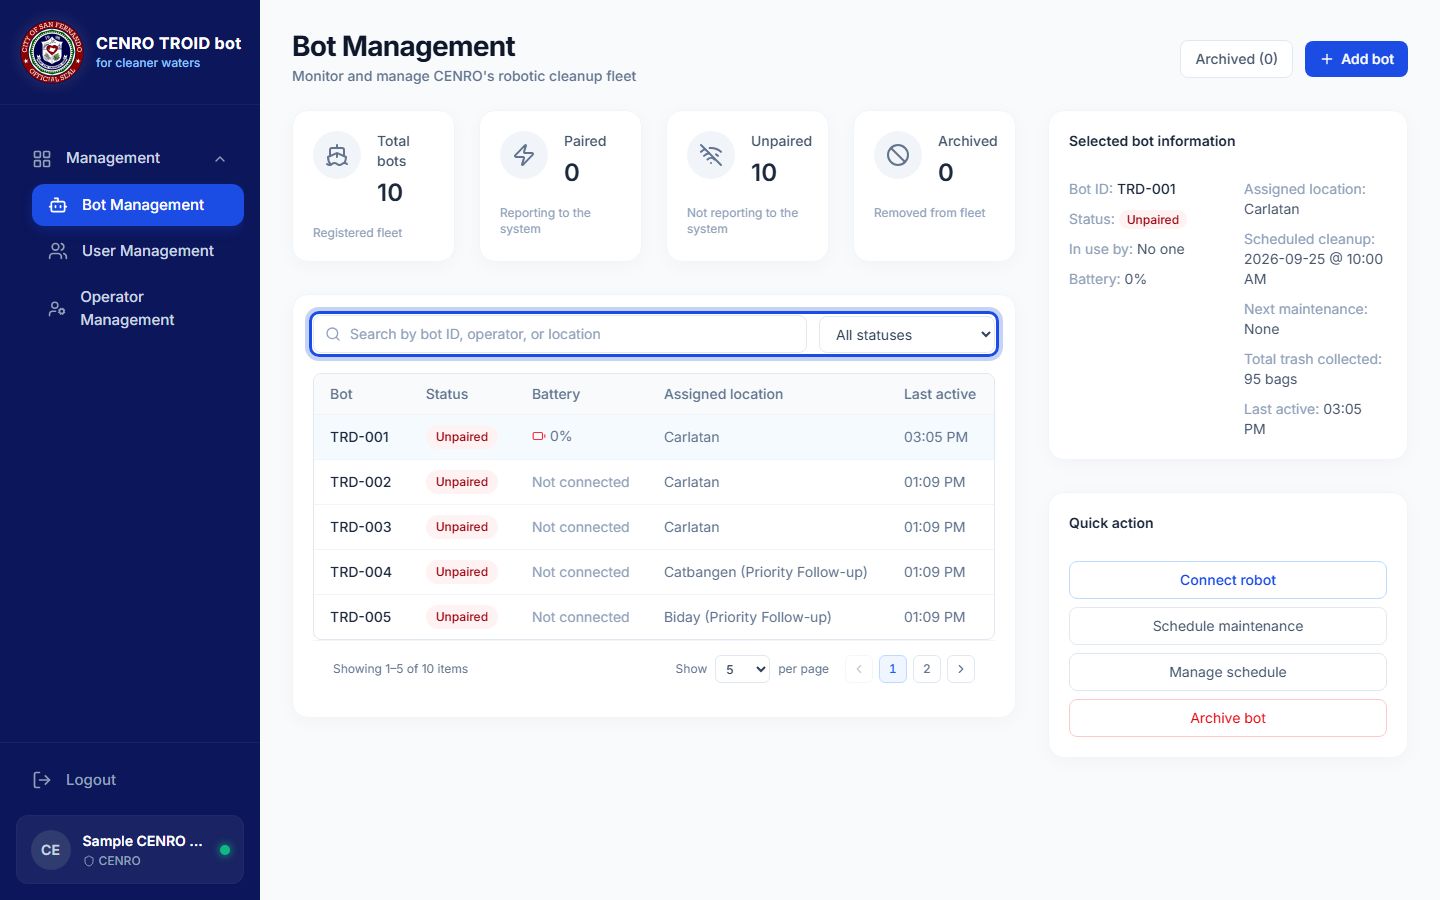 CITY OF SAN FERNANDO
OFFICIAL SEAL
CENRO TROID bot
for cleaner waters
Management
Bot Management
User Management
Operator
Management
Logout
CE
Sample CENRO ...
CENRO
Bot Management
Monitor and manage CENRO's robotic cleanup fleet
Archived (0)
Add bot
Total
bots
10
Registered fleet
Paired
0
Reporting to the
system
Unpaired
10
Not reporting to the
system
Archived
0
Removed from fleet
Search by bot ID, operator, or location
All statuses
Bot Status Battery Assigned location Last active
TRD-001 Unpaired 0% Carlatan 03:05 PM
TRD-002 Unpaired Not connected Carlatan 01:09 PM
TRD-003 Unpaired Not connected Carlatan 01:09 PM
TRD-004 Unpaired Not connected Catbangen (Priority Follow-up) 01:09 PM
TRD-005 Unpaired Not connected Biday (Priority Follow-up) 01:09 PM
Showing 1–5 of 10 items
Show 5 per page
1 2
Selected bot information
Bot ID: TRD-001
Status: Unpaired
In use by: No one
Battery: 0%
Assigned location:
Carlatan
Scheduled cleanup:
2026-09-25 @ 10:00
AM
Next maintenance:
None
Total trash collected:
95 bags
Last active: 03:05
PM
Quick action
Connect robot
Schedule maintenance
Manage schedule
Archive bot